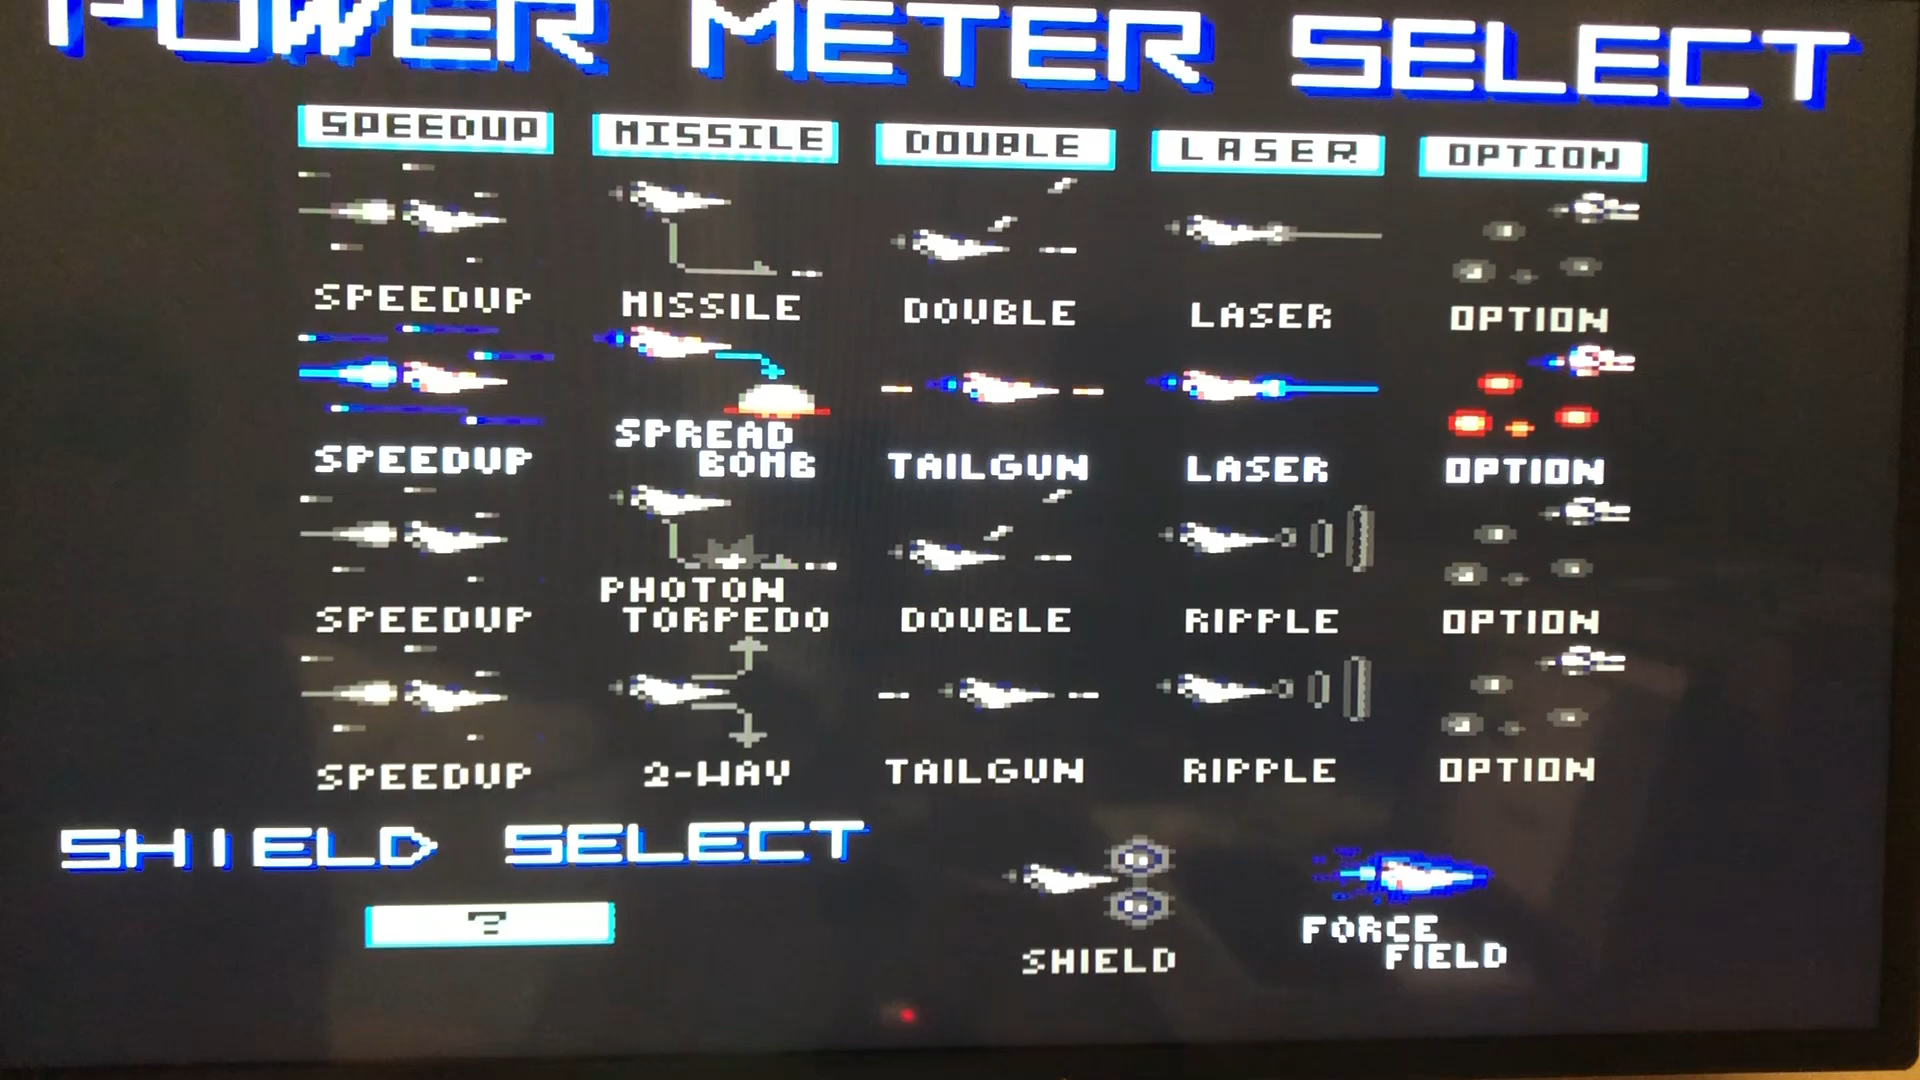 POWER METER SELECT
SPEEDUP MISSILE DOUBLE LASER OPTION
SPEEDUP MISSILE DOUBLE LASER OPTION
SPEEDUP SPREAD BOMB TAILGUN LASER OPTION
SPEEDUP PHOTON TORPEDO DOUBLE RIPPLE OPTION
SPEEDUP 2-WAY TAILGUN RIPPLE OPTION
SHIELD SELECT
?
SHIELD
FORCE
FIELD